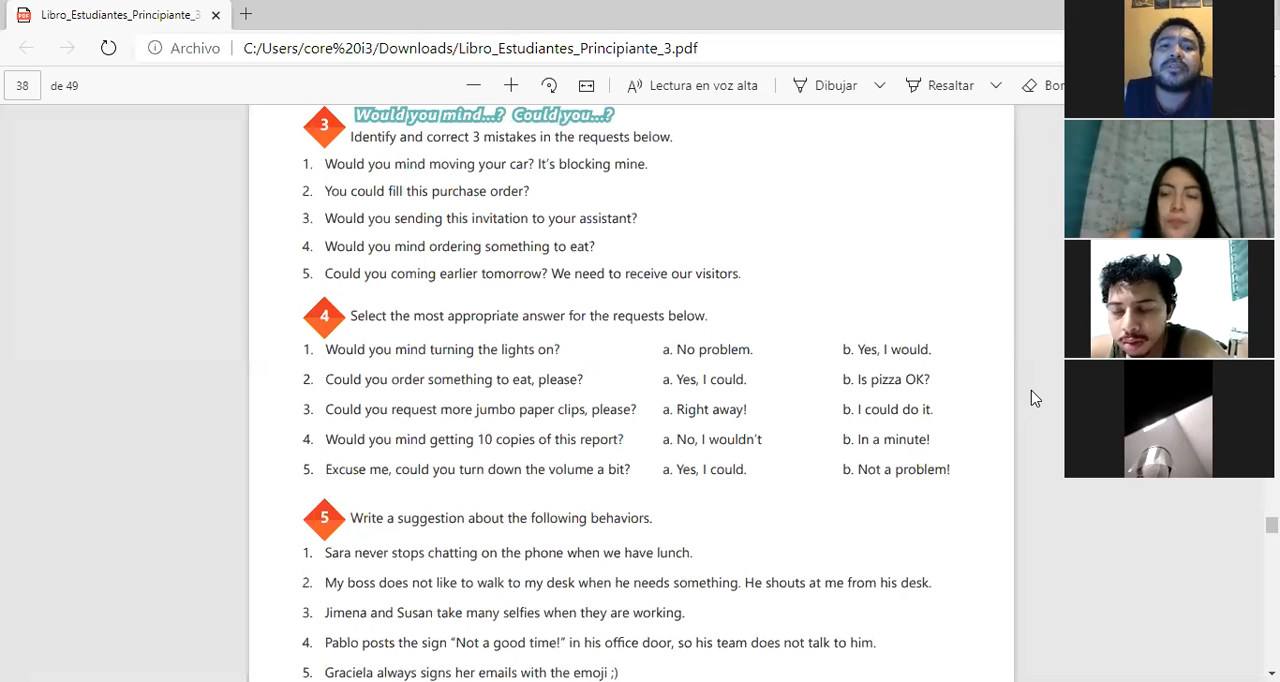 Libro_Estudiantes_Principiante_3
Archivo C:/Users/core%20i3/Downloads/Libro_Estudiantes_Principiante_3.pdf
38 de 49 Lectura en voz alta Dibujar Resaltar Bor
Would you mind...? Could you...?
3 Identify and correct 3 mistakes in the requests below.
1. Would you mind moving your car? It's blocking mine.
2. You could fill this purchase order?
3. Would you sending this invitation to your assistant?
4. Would you mind ordering something to eat?
5. Could you coming earlier tomorrow? We need to receive our visitors.
4 Select the most appropriate answer for the requests below.
1. Would you mind turning the lights on? a. No problem. b. Yes, I would.
2. Could you order something to eat, please? a. Yes, I could. b. Is pizza OK?
3. Could you request more jumbo paper clips, please? a. Right away! b. I could do it.
4. Would you mind getting 10 copies of this report? a. No, I wouldn't b. In a minute!
5. Excuse me, could you turn down the volume a bit? a. Yes, I could. b. Not a problem!
5 Write a suggestion about the following behaviors.
1. Sara never stops chatting on the phone when we have lunch.
2. My boss does not like to walk to my desk when he needs something. He shouts at me from his desk.
3. Jimena and Susan take many selfies when they are working.
4. Pablo posts the sign "Not a good time!" in his office door, so his team does not talk to him.
5. Graciela always signs her emails with the emoji ;)